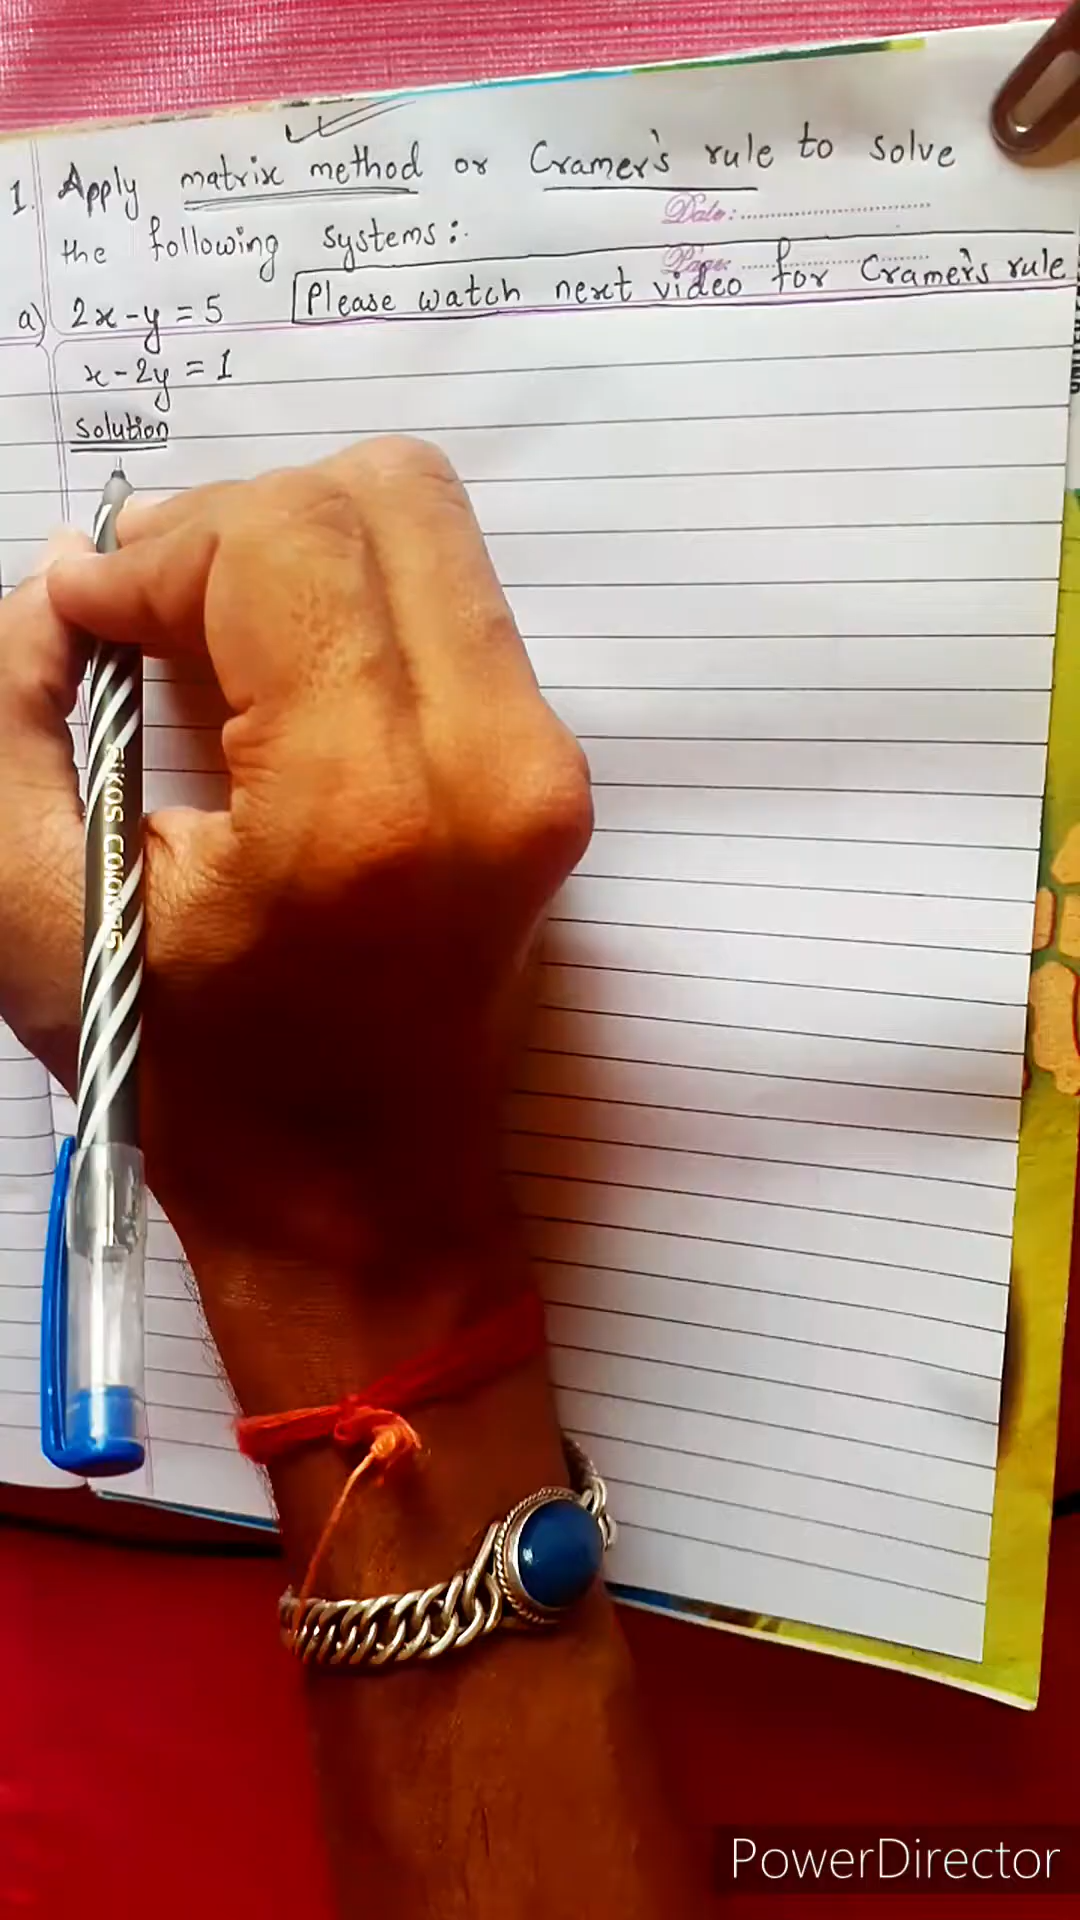 1. Apply matrix method or Cramer's rule to solve
Date:
the following systems:
Page:
Please watch next video for Cramer's rule
a) 2x-y = 5
x-2y = 1
Solution
PowerDirector